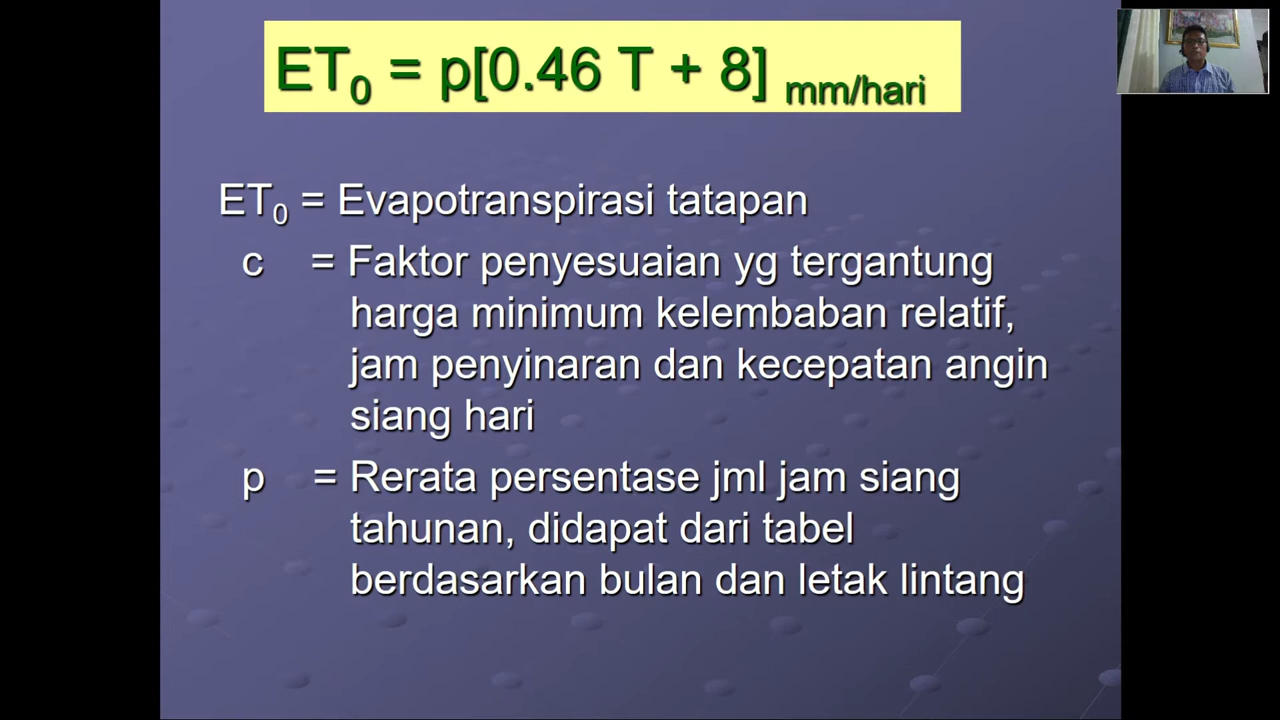 ET₀ = p[0.46 T + 8] mm/hari
ET₀ = Evapotranspirasi tatapan
c = Faktor penyesuaian yg tergantung
harga minimum kelembaban relatif,
jam penyinaran dan kecepatan angin
siang hari
p = Rerata persentase jml jam siang
tahunan, didapat dari tabel
berdasarkan bulan dan letak lintang